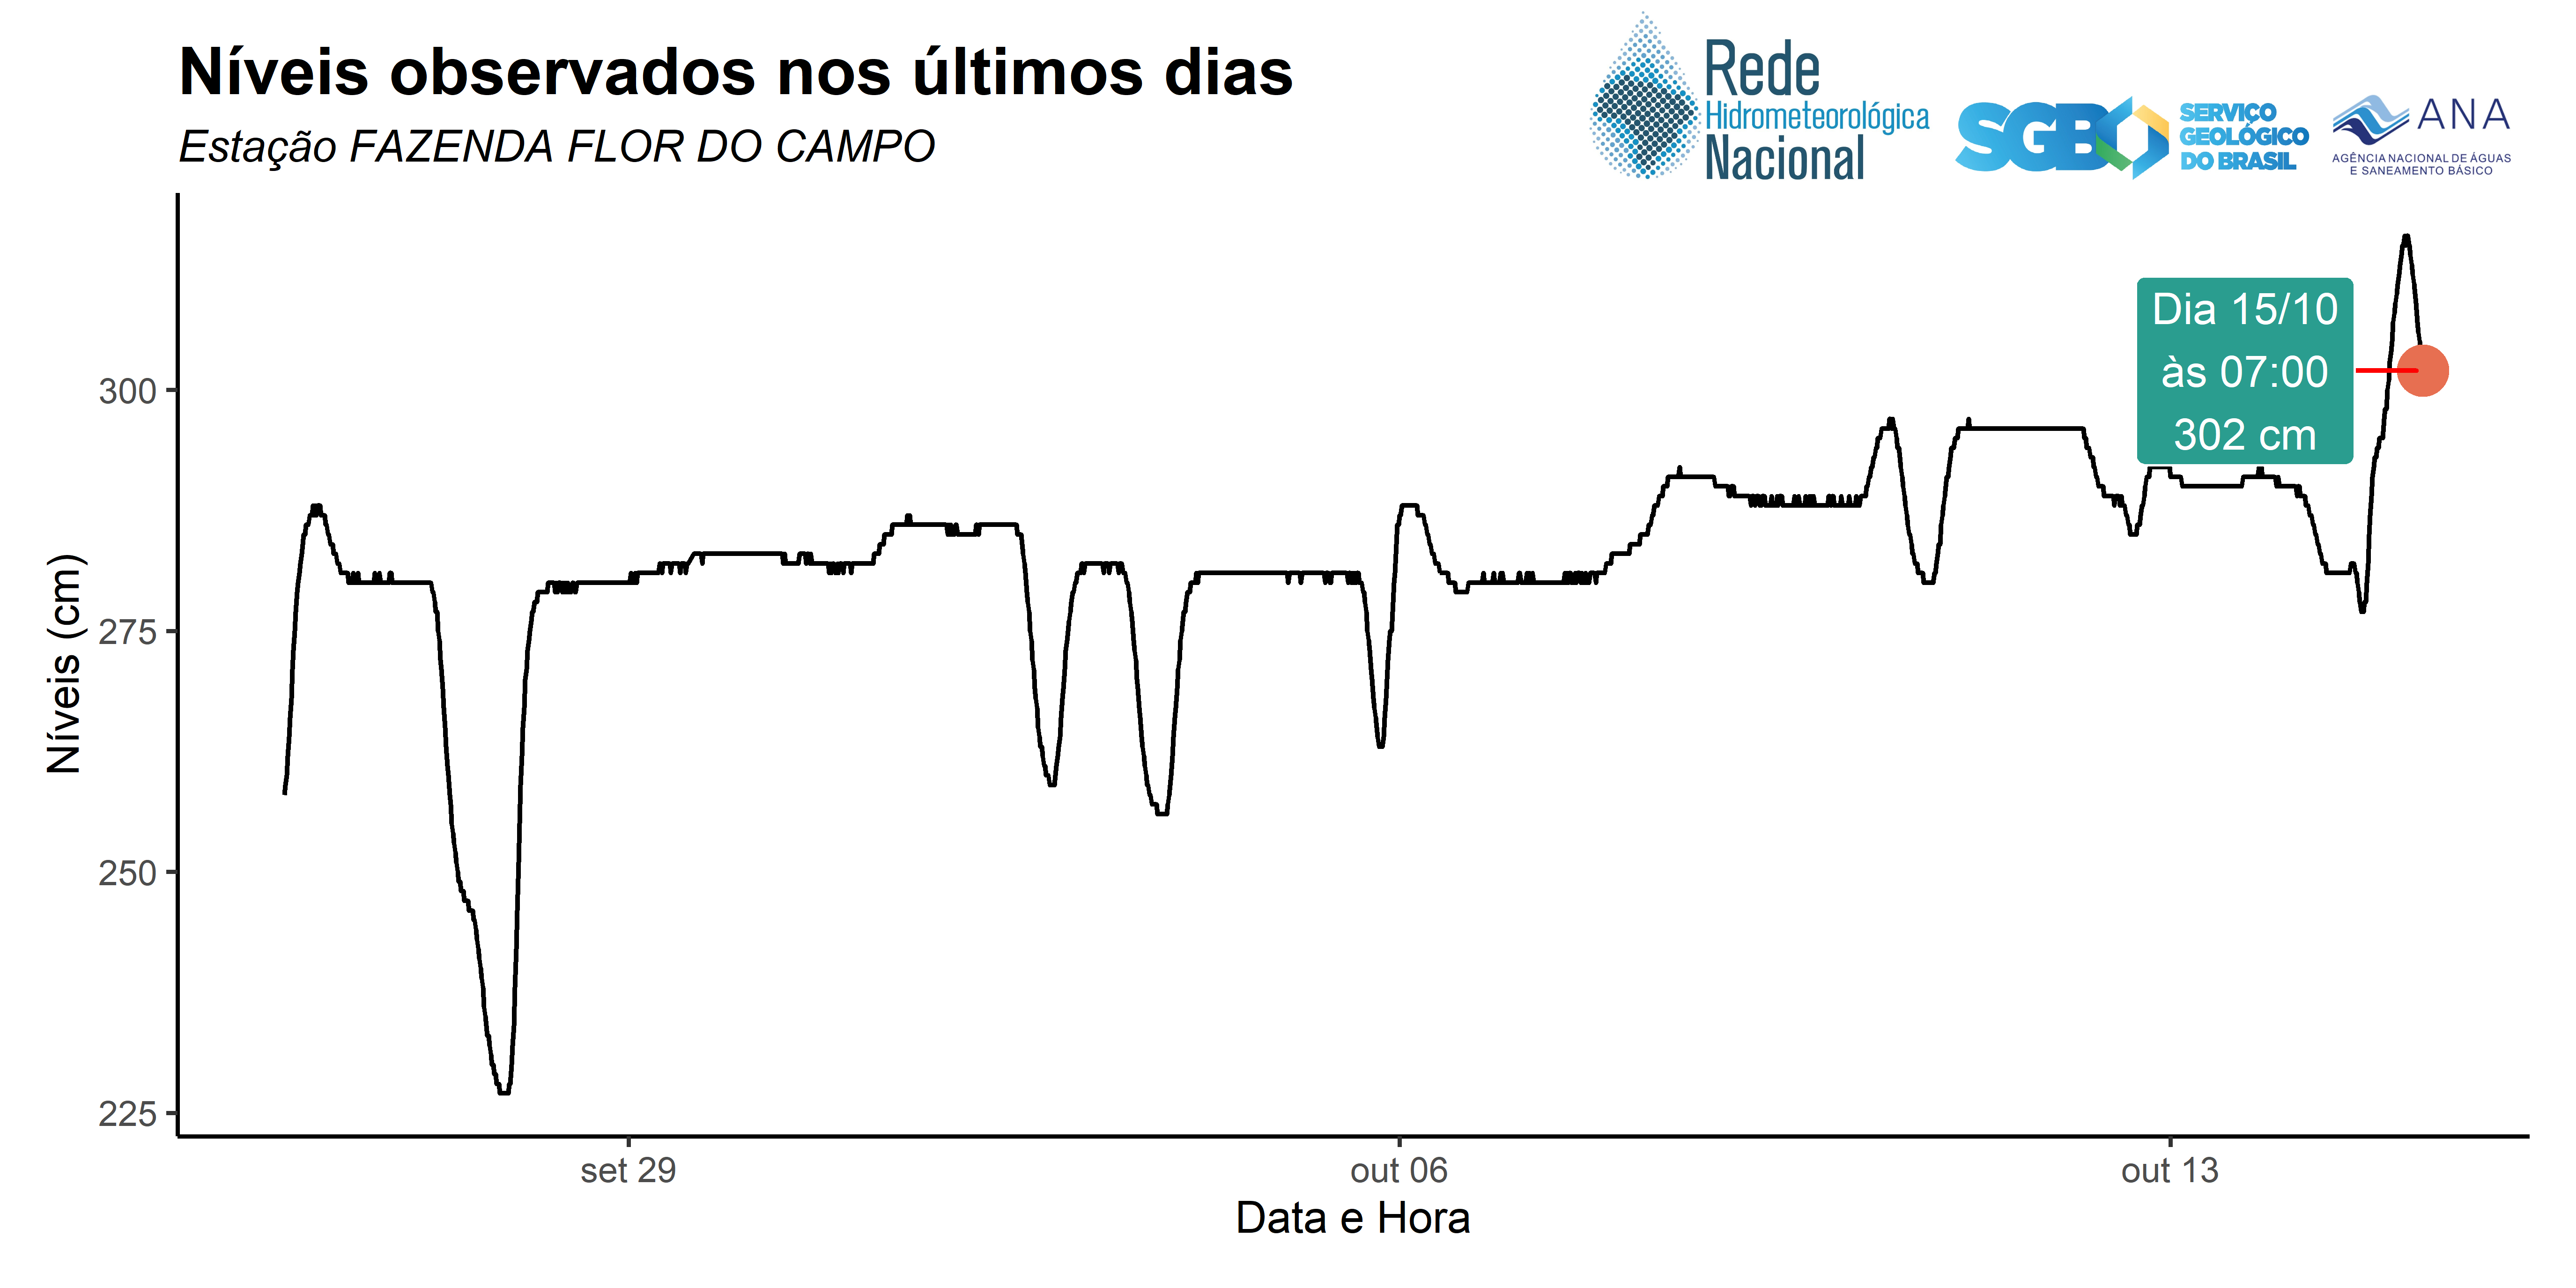 Níveis observados nos últimos dias
Estação FAZENDA FLOR DO CAMPO
Rede
Hidrometeorológica
Nacional
SGB
SERVIÇO
GEOLÓGICO
DO BRASIL
ANA
AGÊNCIA NACIONAL DE ÁGUAS
E SANEAMENTO BÁSICO
Dia 15/10
às 07:00
302 cm
Níveis (cm)
300
275
250
225
set 29
out 06
out 13
Data e Hora